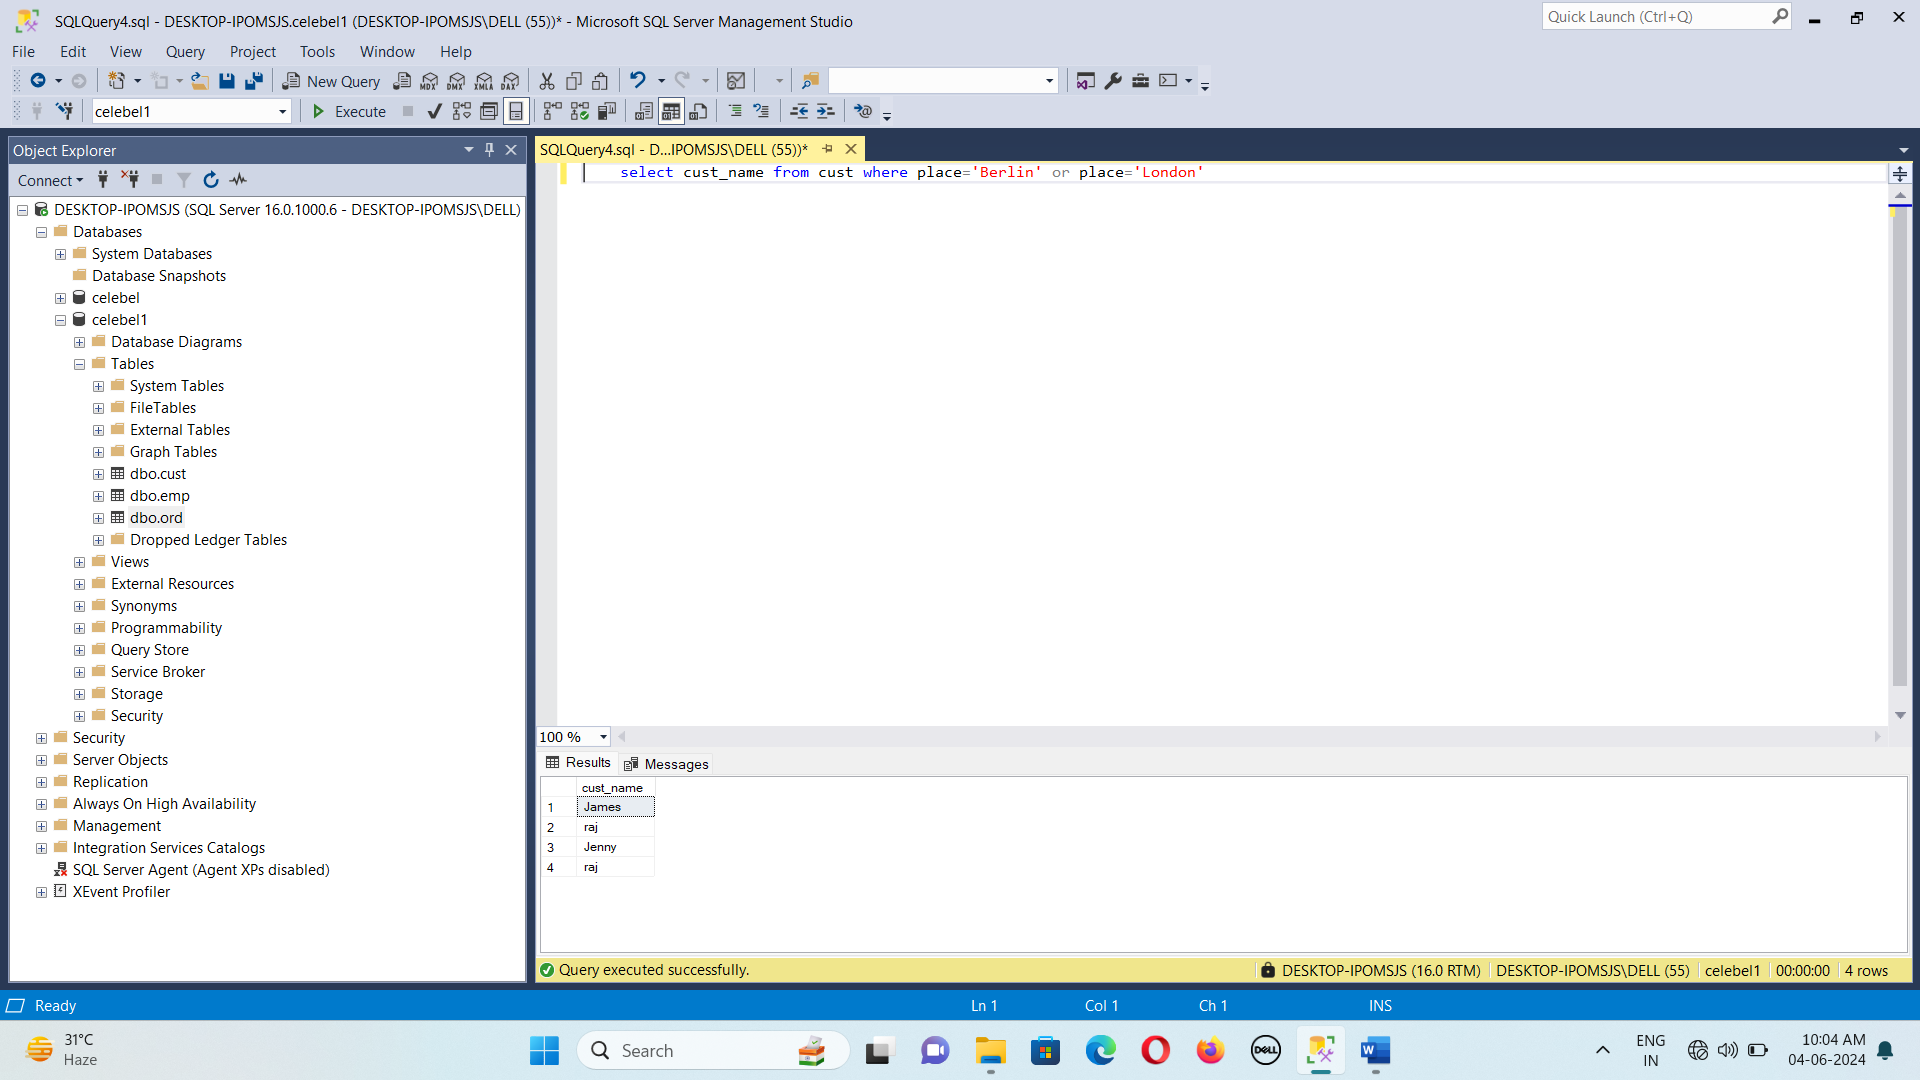 SQLQuery4.sql - DESKTOP-IPOMSJS.celebel1 (DESKTOP-IPOMSJS\DELL (55))* - Microsoft SQL Server Management Studio
Quick Launch (Ctrl+Q)
File Edit View Query Project Tools Window Help
New Query MDX DMX XMLA DAX
celebel1 Execute
Object Explorer
Connect
DESKTOP-IPOMSJS (SQL Server 16.0.1000.6 - DESKTOP-IPOMSJS\DELL)
Databases
System Databases
Database Snapshots
celebel
celebel1
Database Diagrams
Tables
System Tables
FileTables
External Tables
Graph Tables
dbo.cust
dbo.emp
dbo.ord
Dropped Ledger Tables
Views
External Resources
Synonyms
Programmability
Query Store
Service Broker
Storage
Security
Security
Server Objects
Replication
Always On High Availability
Management
Integration Services Catalogs
SQL Server Agent (Agent XPs disabled)
XEvent Profiler
SQLQuery4.sql - D...IPOMSJS\DELL (55))*
select cust_name from cust where place='Berlin' or place='London'
100 %
Results Messages
cust_name
1 James
2 raj
3 Jenny
4 raj
Query executed successfully. DESKTOP-IPOMSJS (16.0 RTM) DESKTOP-IPOMSJS\DELL (55) celebel1 00:00:00 4 rows
Ready Ln 1 Col 1 Ch 1 INS
31°C
Haze
Search
DELL
ENG
IN
10:04 AM
04-06-2024